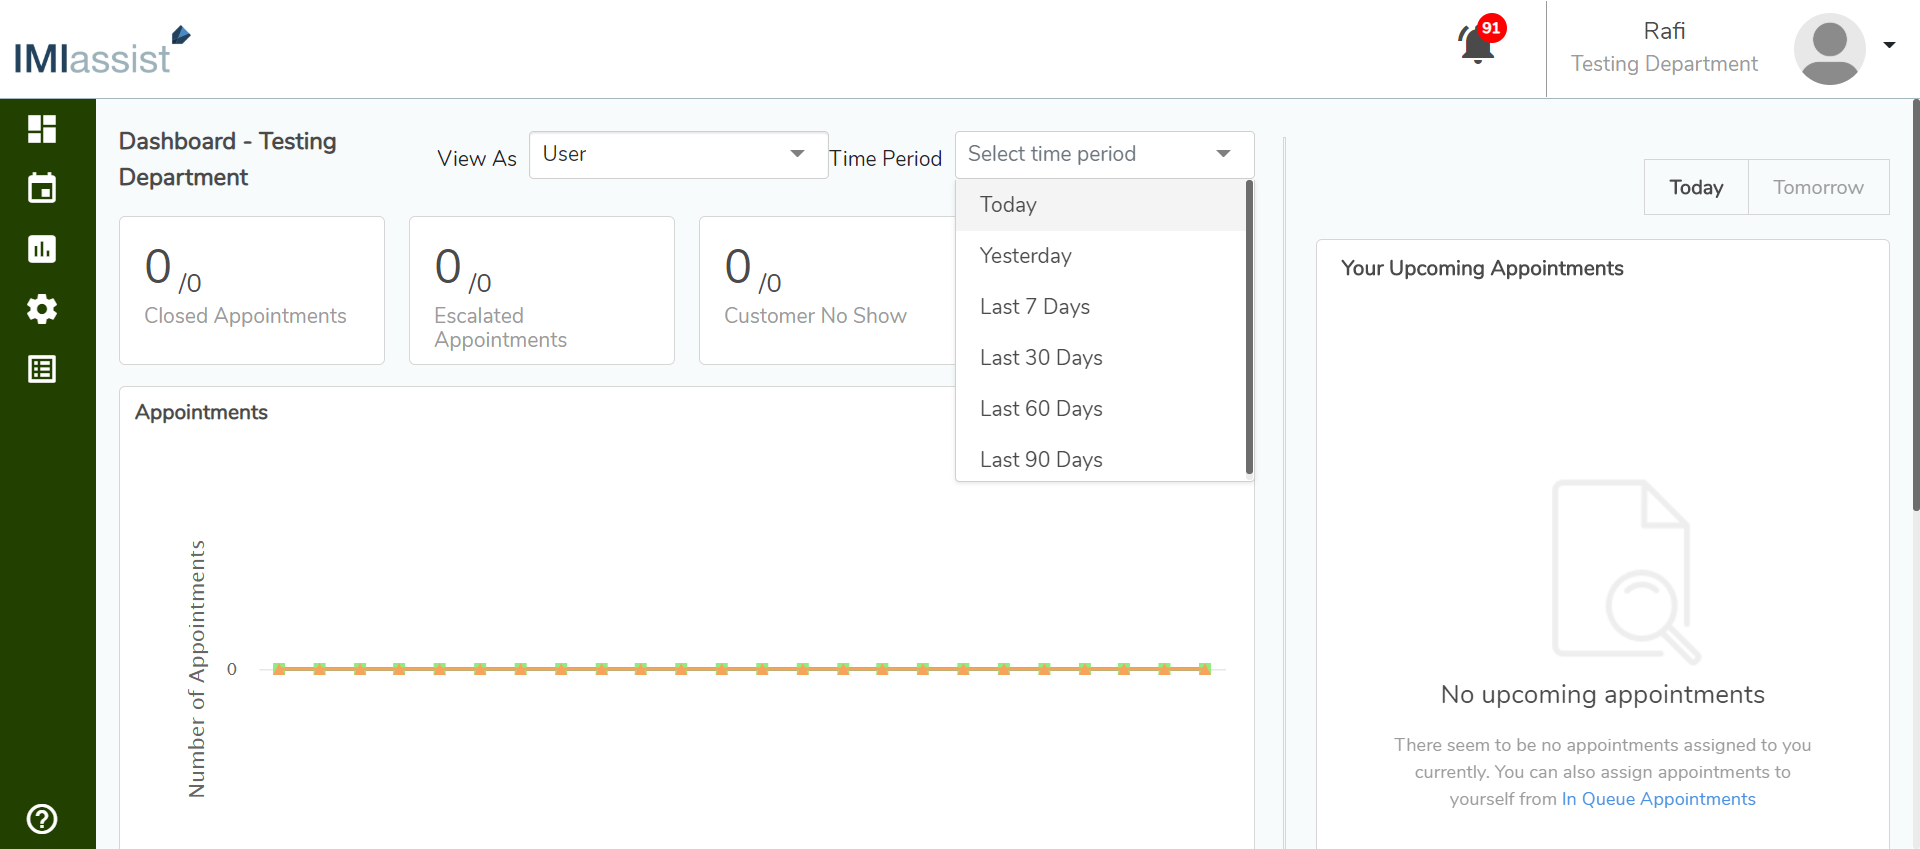 IMIassist
91
Rafi
Testing Department
Dashboard - Testing
Department
View As
User
Time Period
Select time period
Today
Yesterday
Last 7 Days
Last 30 Days
Last 60 Days
Last 90 Days
0 /0
Closed Appointments
0 /0
Escalated
Appointments
0 /0
Customer No Show
Appointments
Number of Appointments
0
Today
Tomorrow
Your Upcoming Appointments
No upcoming appointments
There seem to be no appointments assigned to you
currently. You can also assign appointments to
yourself from In Queue Appointments